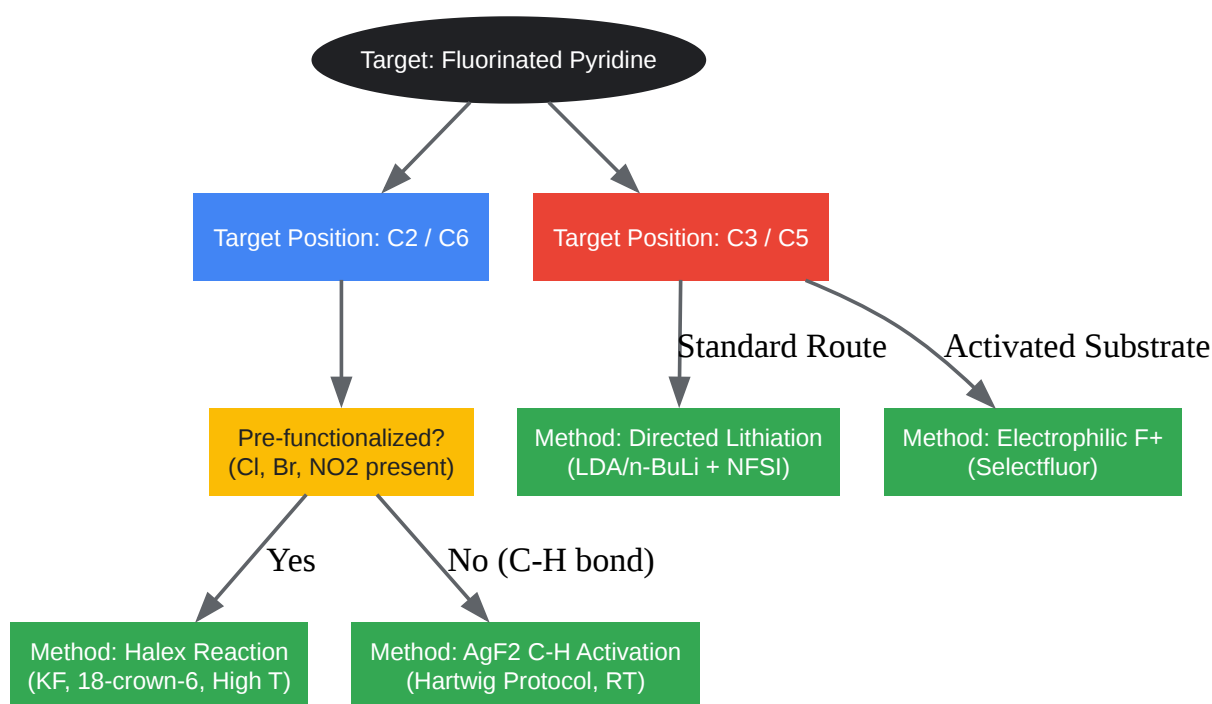 Target: Fluorinated Pyridine
Target Position: C2 / C6
Target Position: C3 / C5
Standard Route
Activated Substrate
Pre-functionalized?
(Cl, Br, NO2 present)
Method: Directed Lithiation
(LDA/n-BuLi + NFSI)
Method: Electrophilic F+
(Selectfluor)
Yes
No (C-H bond)
Method: Halex Reaction
(KF, 18-crown-6, High T)
Method: AgF2 C-H Activation
(Hartwig Protocol, RT)